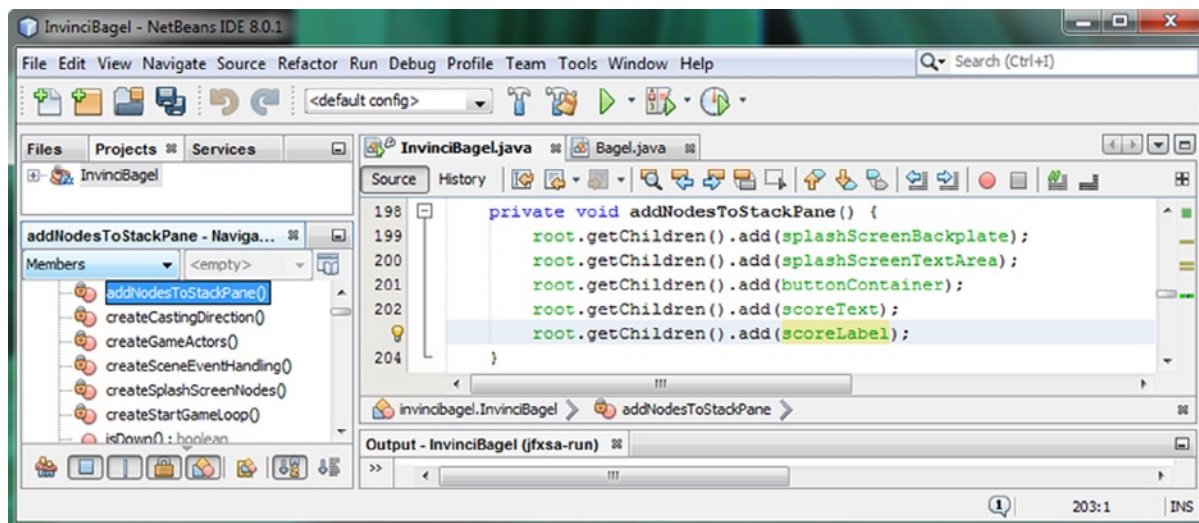 InvinciBagel - NetBeans IDE 8.0.1
File Edit View Navigate Source Refactor Run Debug Profile Team Tools Window Help
Search (Ctrl+I)
<default config>
Files Projects Services
InvinciBagel
addNodesToStackPane - Naviga...
Members <empty>
addNodesToStackPane()
createCastingDirection()
createGameActors()
createSceneEventHandling()
createSplashScreenNodes()
createStartGameLoop()
isDown() : boolean
InvinciBagel.java Bagel.java
Source History
198 private void addNodesToStackPane() {
199 root.getChildren().add(splashScreenBackplate);
200 root.getChildren().add(splashScreenTextArea);
201 root.getChildren().add(buttonContainer);
202 root.getChildren().add(scoreText);
root.getChildren().add(scoreLabel);
204 }
invincibagel.InvinciBagel addNodesToStackPane
Output - InvinciBagel (jfxsa-run)
1 203:1 INS